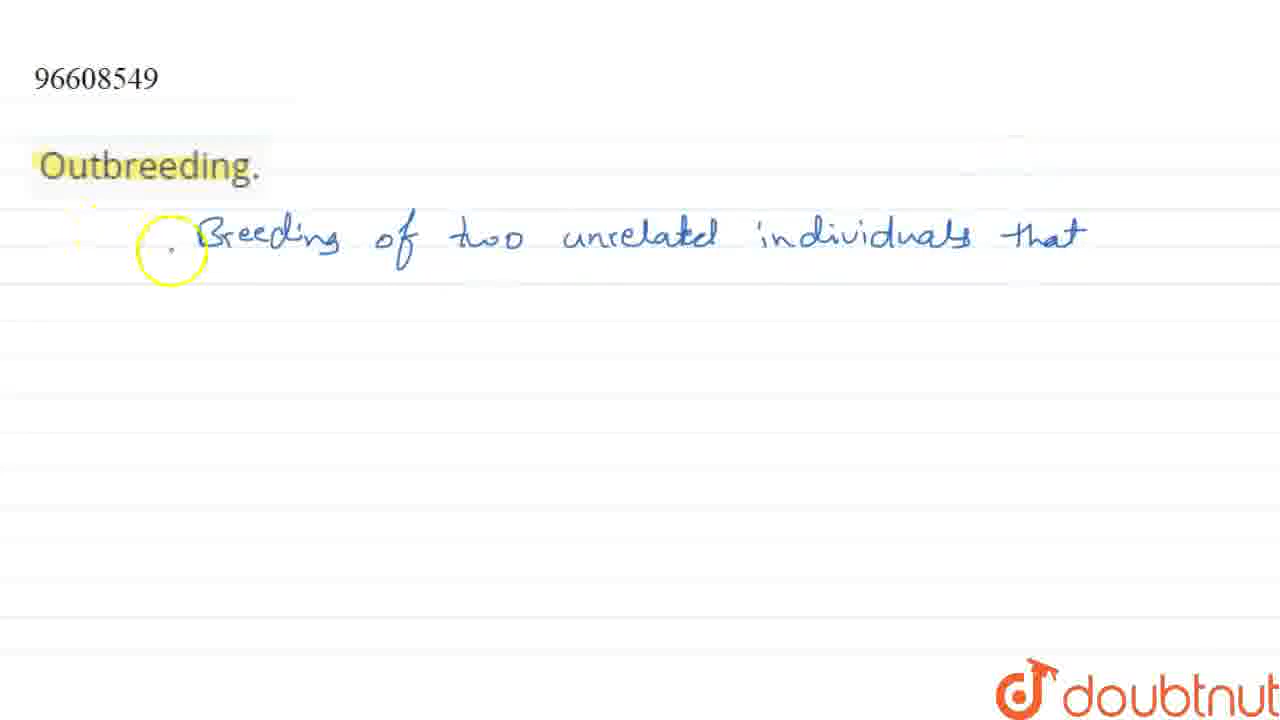 96608549
Outbreeding.
. Breeding of two unrelated individuals that
doubtnut